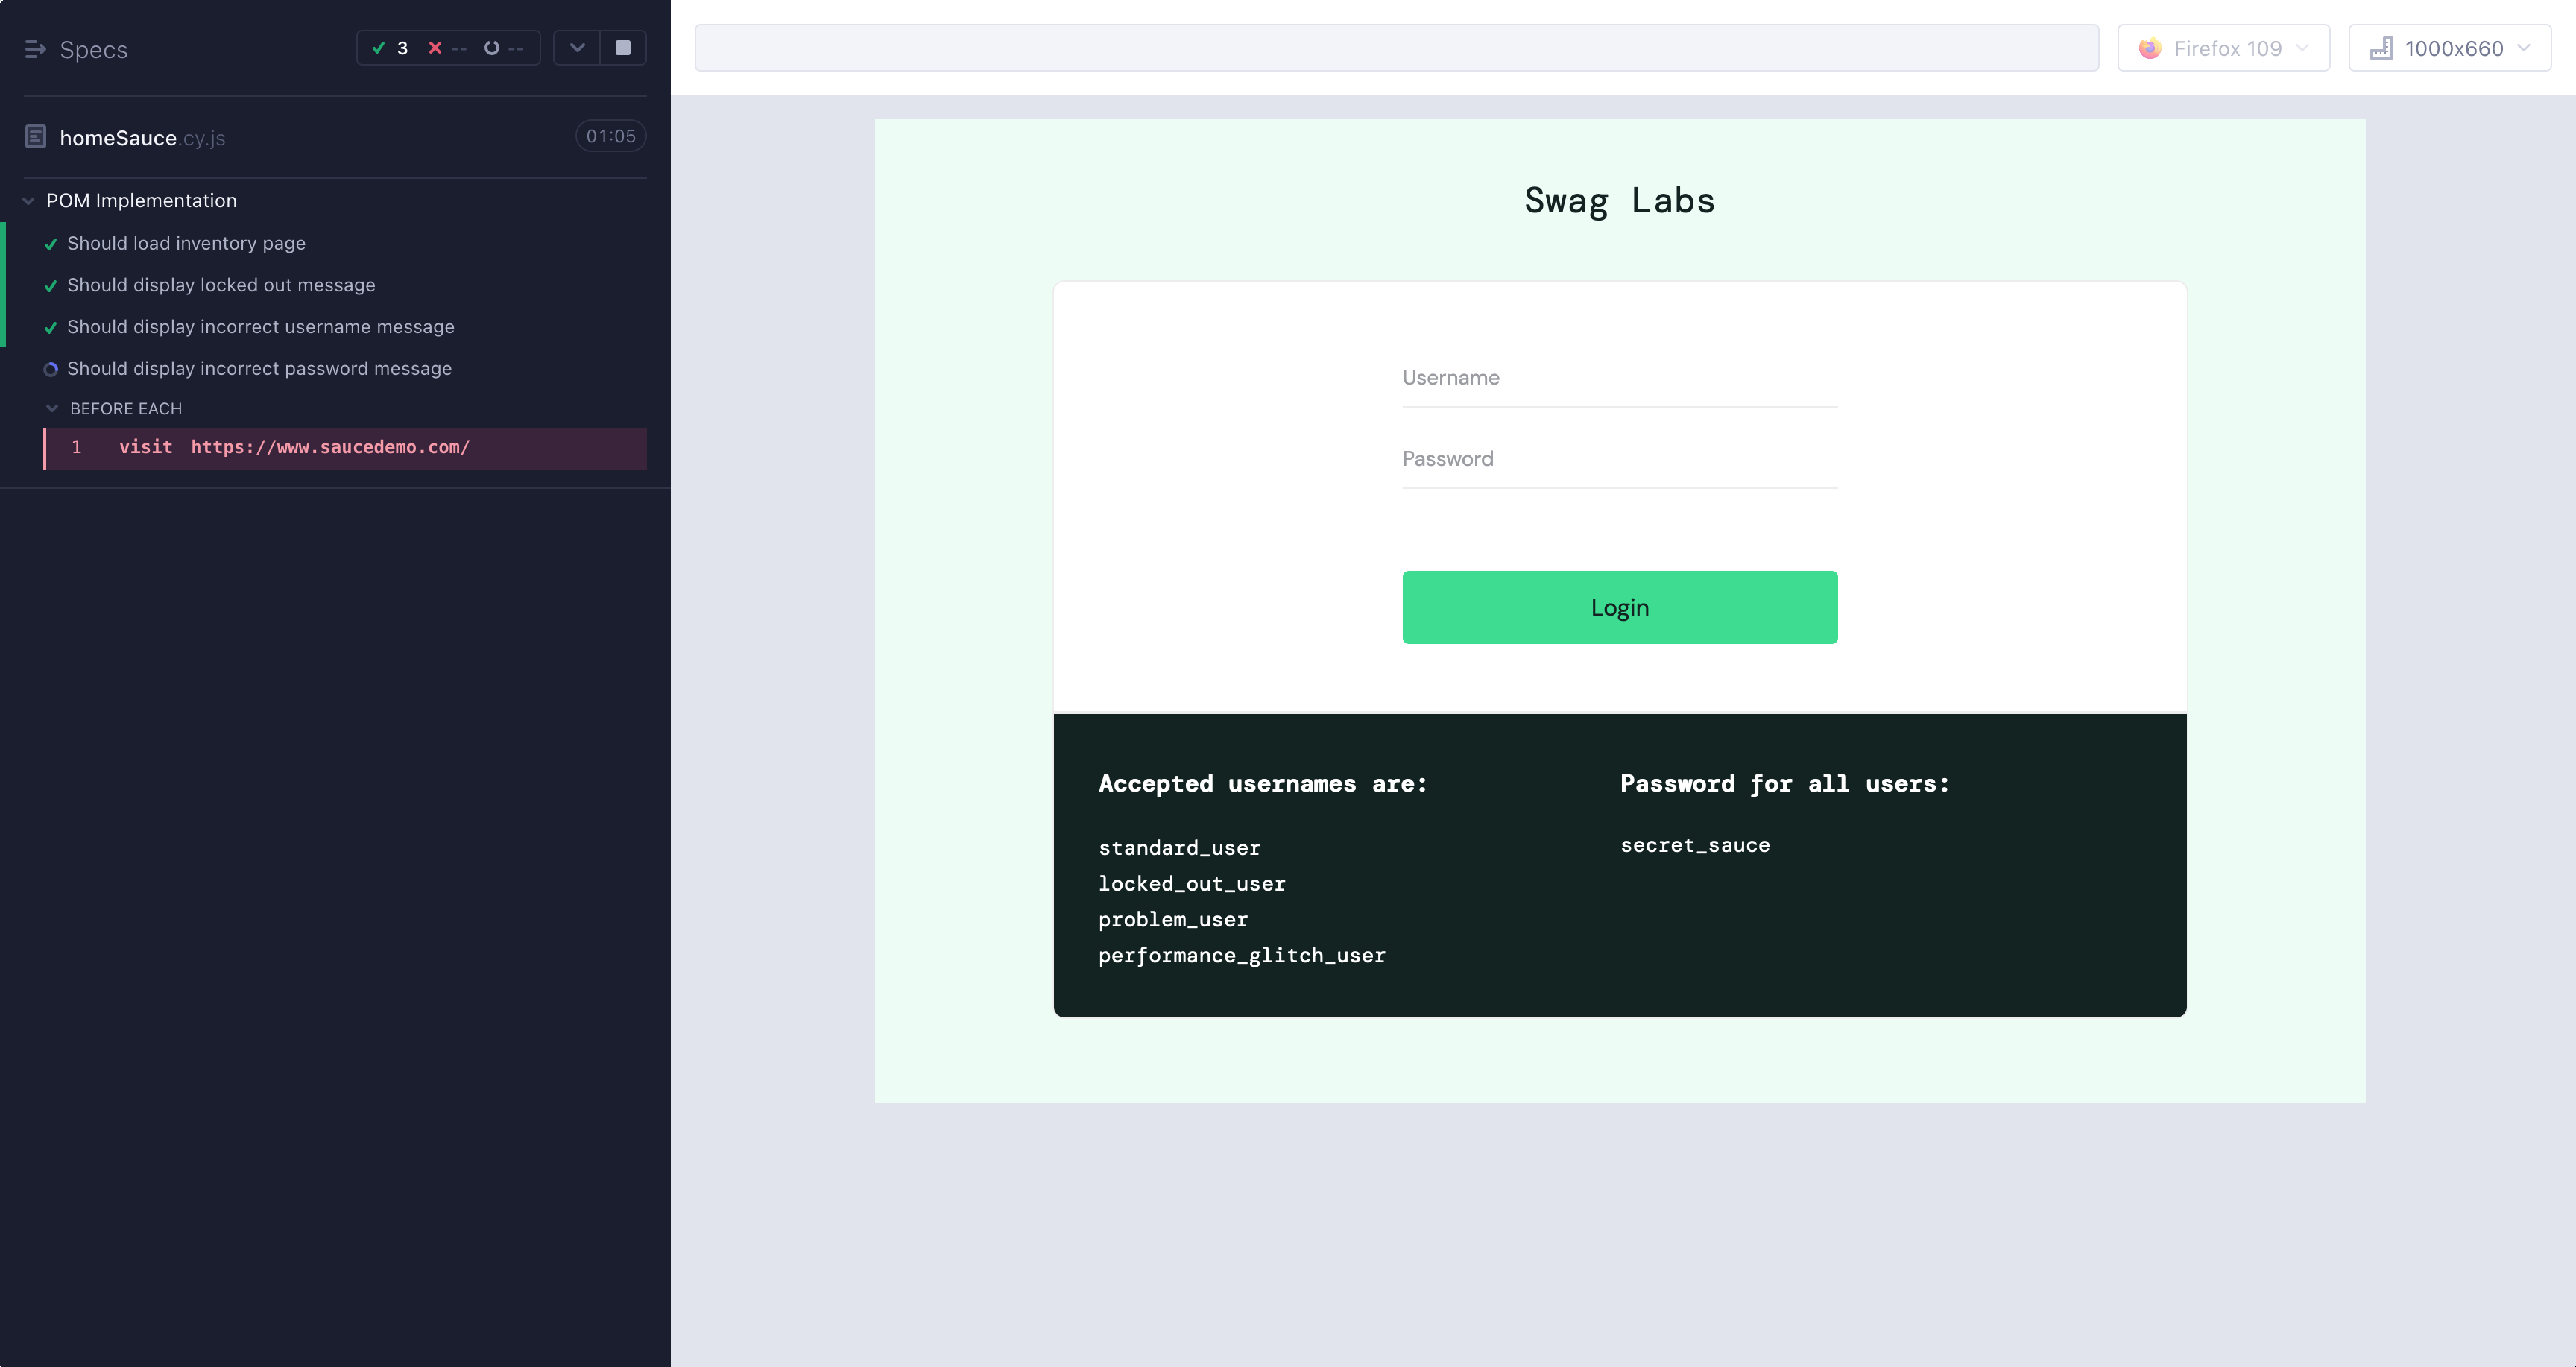 Specs
3 -- --
homeSauce.cy.js
01:05
POM Implementation
Should load inventory page
Should display locked out message
Should display incorrect username message
Should display incorrect password message
BEFORE EACH
1 visit https://www.saucedemo.com/
Firefox 109
1000x660
Swag Labs
Username
Password
Login
Accepted usernames are:
standard_user
locked_out_user
problem_user
performance_glitch_user
Password for all users:
secret_sauce